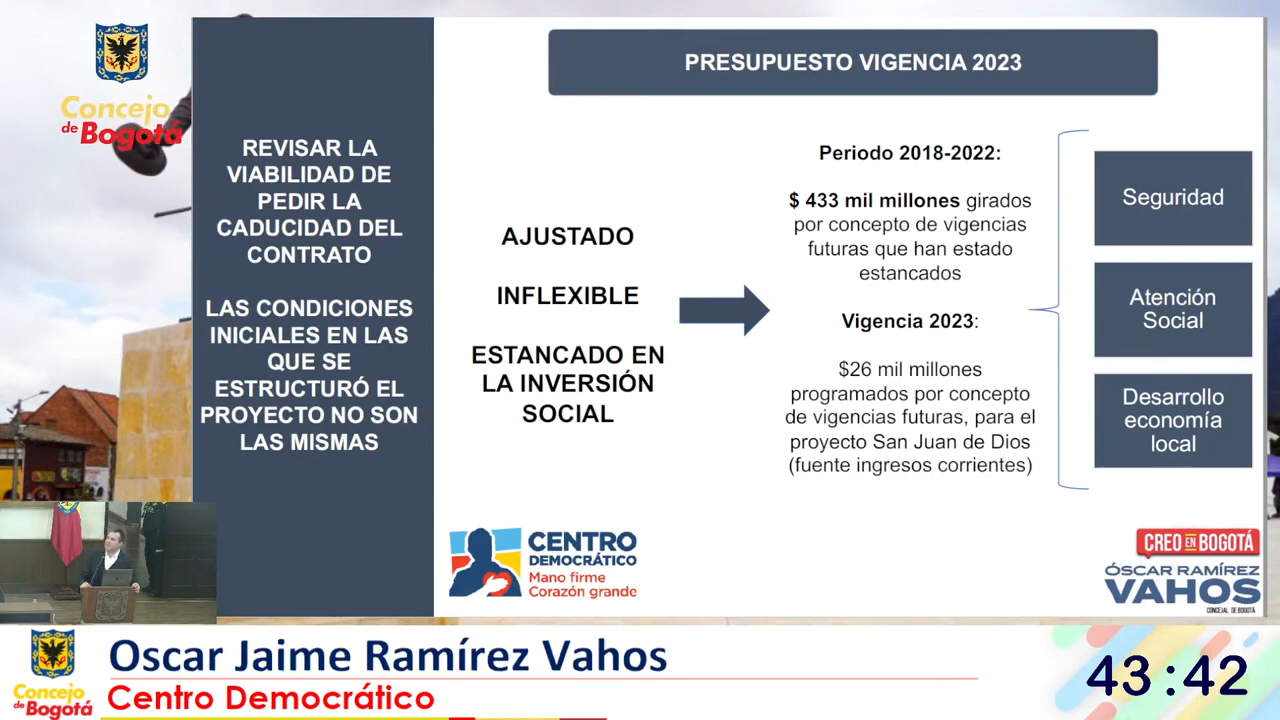 Concejo
de Bogotá
REVISAR LA
VIABILIDAD DE
PEDIR LA
CADUCIDAD DEL
CONTRATO
LAS CONDICIONES
INICIALES EN LAS
QUE SE
ESTRUCTURÓ EL
PROYECTO NO SON
LAS MISMAS
PRESUPUESTO VIGENCIA 2023
AJUSTADO
INFLEXIBLE
ESTANCADO EN
LA INVERSIÓN
SOCIAL
Periodo 2018-2022:
$ 433 mil millones girados
por concepto de vigencias
futuras que han estado
estancados
Vigencia 2023:
$26 mil millones
programados por concepto
de vigencias futuras, para el
proyecto San Juan de Dios
(fuente ingresos corrientes)
Seguridad
Atención
Social
Desarrollo
economía
local
CENTRO
DEMOCRÁTICO
Mano firme
Corazón grande
CREO EN BOGOTÁ
ÓSCAR RAMÍREZ
VAHOS
CONCEJAL DE BOGOTÁ
Concejo
de Bogotá
Oscar Jaime Ramírez Vahos
Centro Democrático
43:42